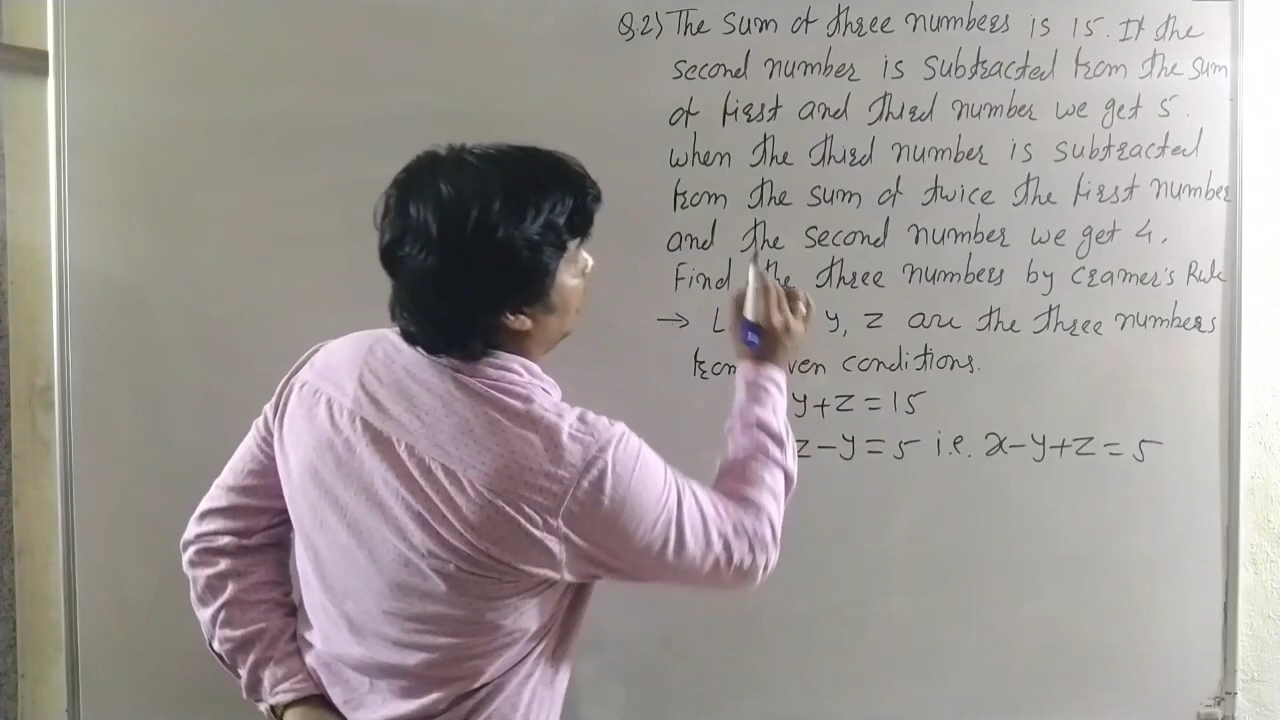 Q.2) The sum of three numbers is 15. If the
second number is subtracted from the sum
of first and third number we get 5.
When the third number is subtracted
from the sum of twice the first number
and the second number we get 4.
Find the three numbers by Cramer's Rule
→ y, z are the three numbers
conditions.
y+z=15
z-y=5 i.e. x-y+z=5